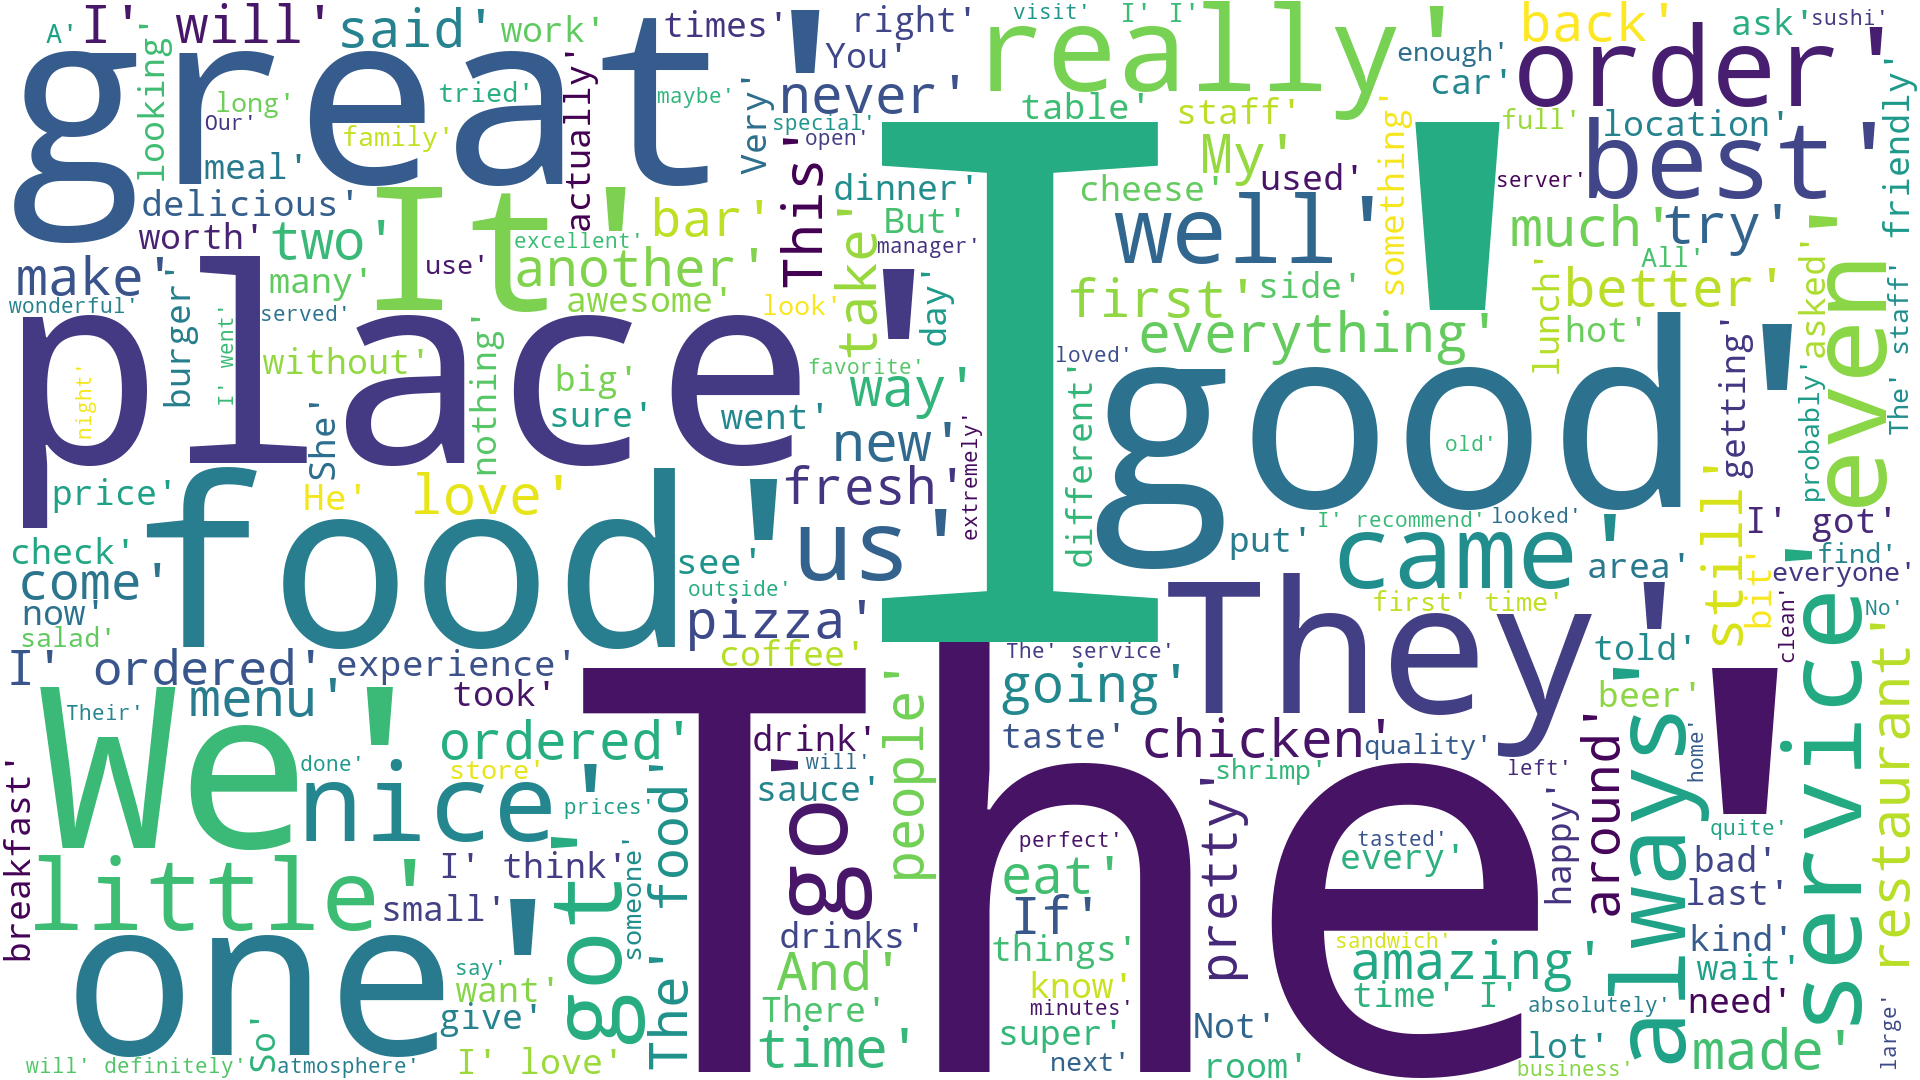 A'
I' will'
said'
work'
times'
right'
visit'
I' I'
really'
back'
ask'
sushi'
looking'
great'
You'
enough'
car'
order'
long'
Our'
tried'
maybe'
never'
table'
staff'
full'
location'
friendly'
family'
actually'
Very'
special'
open'
My'
something'
best'
meal'
This'
dinner'
cheese'
used'
server'
delicious'
It'
bar'
But'
well'
much'
try'
worth'
two'
excellent'
manager'
All'
even'
make'
many'
use'
another'
take'
day'
I'
first'
side'
better'
asked'
The' staff'
wonderful'
burger'
I' went'
served'
awesome'
look'
everything'
lunch'
hot'
getting'
place'
without'
nothing'
big'
favorite'
loved'
good'
night'
She'
sure'
went'
way'
different'
old'
probably'
new'
extremely'
price'
He'
love'
fresh'
I' recommend'
looked'
still'
I' got'
food'
us'
put'
came'
area'
find'
check'
see'
everyone'
come'
outside'
first' time'
bit'
clean'
service'
now'
pizza'
They'
No'
salad'
coffee'
The' service'
told'
restaurant'
I' ordered'
experience'
going'
beer'
always'
menu'
took'
people'
We'
Their'
nice'
ordered'
drink'
taste'
chicken'
quality'
around'
home'
breakfast'
done'
store'
will'
The'
shrimp'
left'
sauce'
prices'
go'
pretty'
happy'
quite'
little'
I' think'
got'
someone'
The' food'
perfect'
eat'
tasted'
every'
bad'
small'
If'
last'
one'
drinks'
things'
sandwich'
kind'
say'
And'
amazing'
wait'
want'
know'
time' I'
need'
give'
There'
minutes'
absolutely'
large'
So'
time'
super'
Not'
lot'
made'
will' definitely'
atmosphere'
I' love'
next'
room'
business'